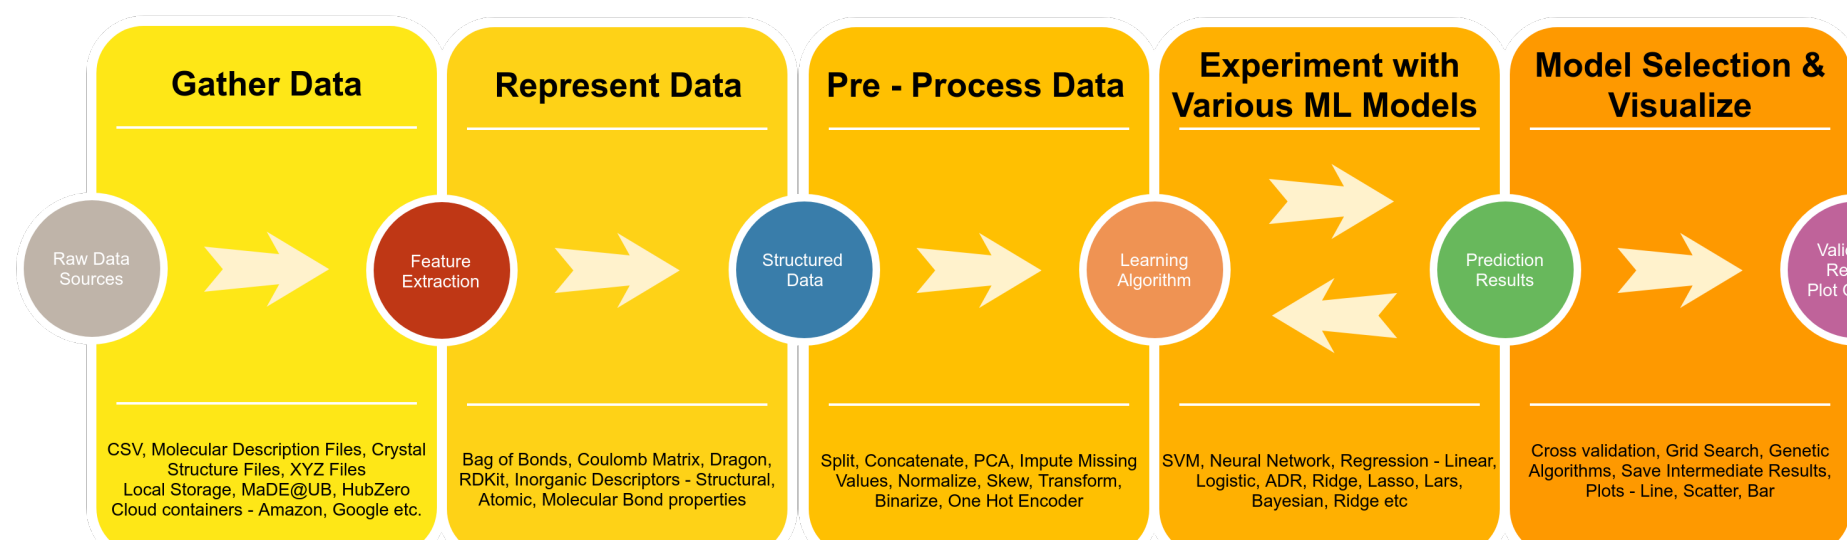 Gather Data
Represent Data
Pre - Process Data
Experiment with
Various ML Models
Model Selection &
Visualize
Raw Data
Sources
Feature
Extraction
Structured
Data
Learning
Algorithm
Prediction
Results
Plot
CSV, Molecular Description Files, Crystal
Structure Files, XYZ Files
Local Storage, MaDE@UB, HubZero
Cloud containers - Amazon, Google etc.
Bag of Bonds, Coulomb Matrix, Dragon,
RDKit, Inorganic Descriptors - Structural,
Atomic, Molecular Bond properties
Split, Concatenate, PCA, Impute Missing
Values, Normalize, Skew, Transform,
Binarize, One Hot Encoder
SVM, Neural Network, Regression - Linear,
Logistic, ADR, Ridge, Lasso, Lars,
Bayesian, Ridge etc
Cross validation, Grid Search, Genetic
Algorithms, Save Intermediate Results,
Plots - Line, Scatter, Bar